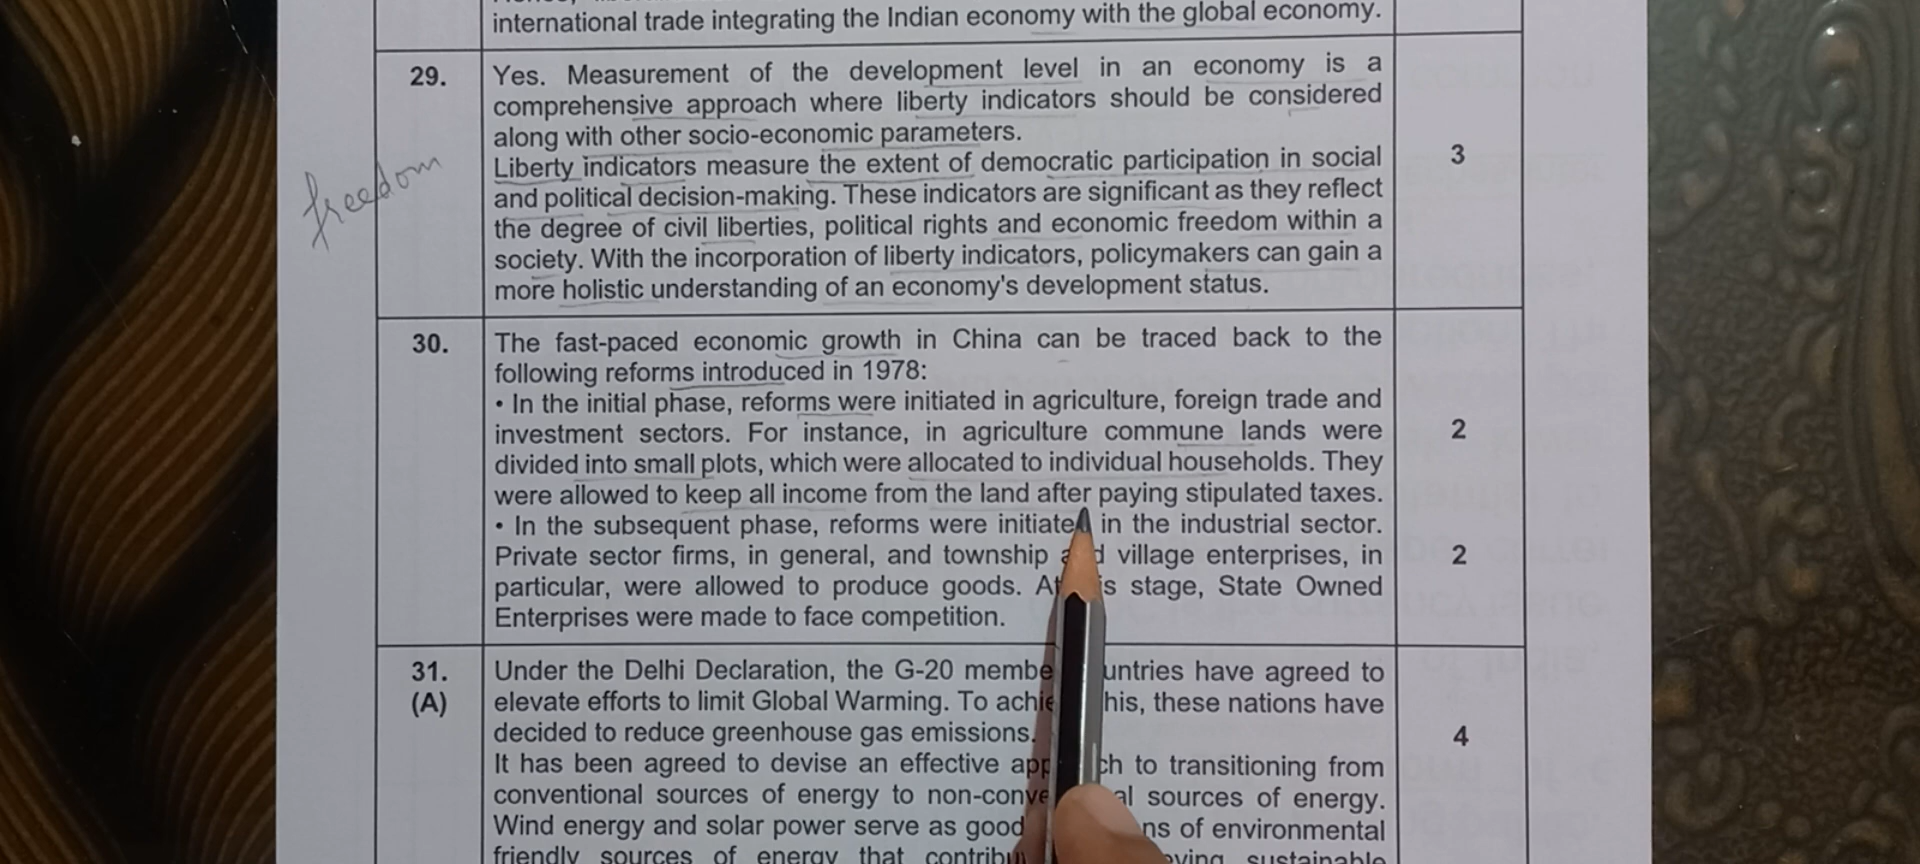 international trade integrating the Indian economy with the global economy.
29.
Yes. Measurement of the development level in an economy is a
comprehensive approach where liberty indicators should be considered
along with other socio-economic parameters.
Liberty indicators measure the extent of democratic participation in social
and political decision-making. These indicators are significant as they reflect
the degree of civil liberties, political rights and economic freedom within a
society. With the incorporation of liberty indicators, policymakers can gain a
more holistic understanding of an economy's development status.
3
freedom
30.
The fast-paced economic growth in China can be traced back to the
following reforms introduced in 1978:
• In the initial phase, reforms were initiated in agriculture, foreign trade and
investment sectors. For instance, in agriculture commune lands were
divided into small plots, which were allocated to individual households. They
were allowed to keep all income from the land after paying stipulated taxes.
• In the subsequent phase, reforms were initiated in the industrial sector.
Private sector firms, in general, and township village enterprises, in
particular, were allowed to produce goods. stage, State Owned
Enterprises were made to face competition.
2
2
31.
(A)
Under the Delhi Declaration, the G-20 have agreed to
elevate efforts to limit Global Warming. To these nations have
decided to reduce greenhouse gas emissions.
It has been agreed to devise an effective to transitioning from
conventional sources of energy to sources of energy.
Wind energy and solar power serve as good of environmental
friendly sources of energy that sustainable
4